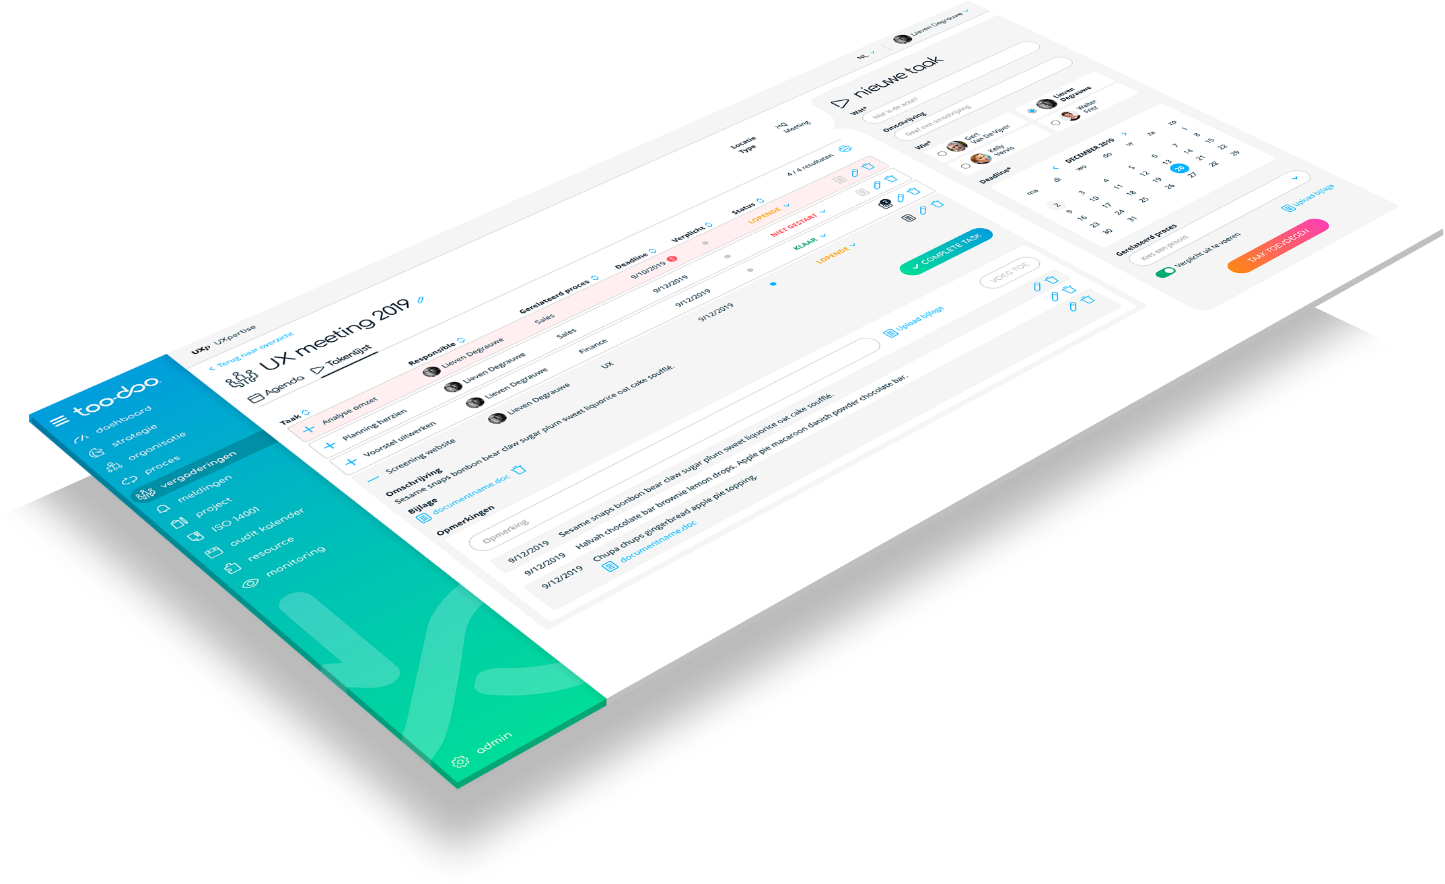 too-doo
dashboard
strategie
organisatie
proces
vergaderingen
meldingen
project
ISO 14001
audit kalender
resource
monitoring
admin
UXp UXpertise
NL
Lieven Degrauwe
Terug naar overzicht
UX meeting 2019
Locatie HQ
Type Meeting
Agenda
Takenlijst
4 / 4 resultaten
Taak Responsible Gerelateerd proces Deadline Verplicht Status
Analyse omzet Lieven Degrauwe Sales 9/10/2019 LOPENDE
Planning herzien Lieven Degrauwe Sales 9/12/2019 NIET GESTART
Voorstel uitwerken Lieven Degrauwe Finance 9/12/2019 KLAAR
Screening website Lieven Degrauwe UX 9/12/2019 LOPENDE
Omschrijving
Sesame snaps bonbon bear claw sugar plum sweet liquorice oat cake soufflé.
COMPLETE TASK
Bijlage
documentname.doc
Opmerkingen
Opmerking
Upload bijlage
VOEG TOE
9/12/2019 Sesame snaps bonbon bear claw sugar plum sweet liquorice oat cake soufflé.
9/12/2019 Halvah chocolate bar brownie lemon drops. Apple pie macaroon danish powder chocolate bar.
9/12/2019 Chupa chups gingerbread apple pie topping.
documentname.doc
nieuwe taak
Wat*
Wat is de actie?
Omschrijving
Geef een omschrijving
Wie*
Gert
Van De Vijver
Lieven
Degrauwe
Kelly
Vervio
Walter
Fritz
Deadline*
DECEMBER 2019
ma di wo do vr za zo
1
2 3 4 5 6 7 8
9 10 11 12 13 14 15
16 17 18 19 20 21 22
23 24 25 26 27 28 29
30 31
Gerelateerd proces
Kies een proces
Verplicht uit te voeren
Upload bijlage
TAAK TOEVOEGEN